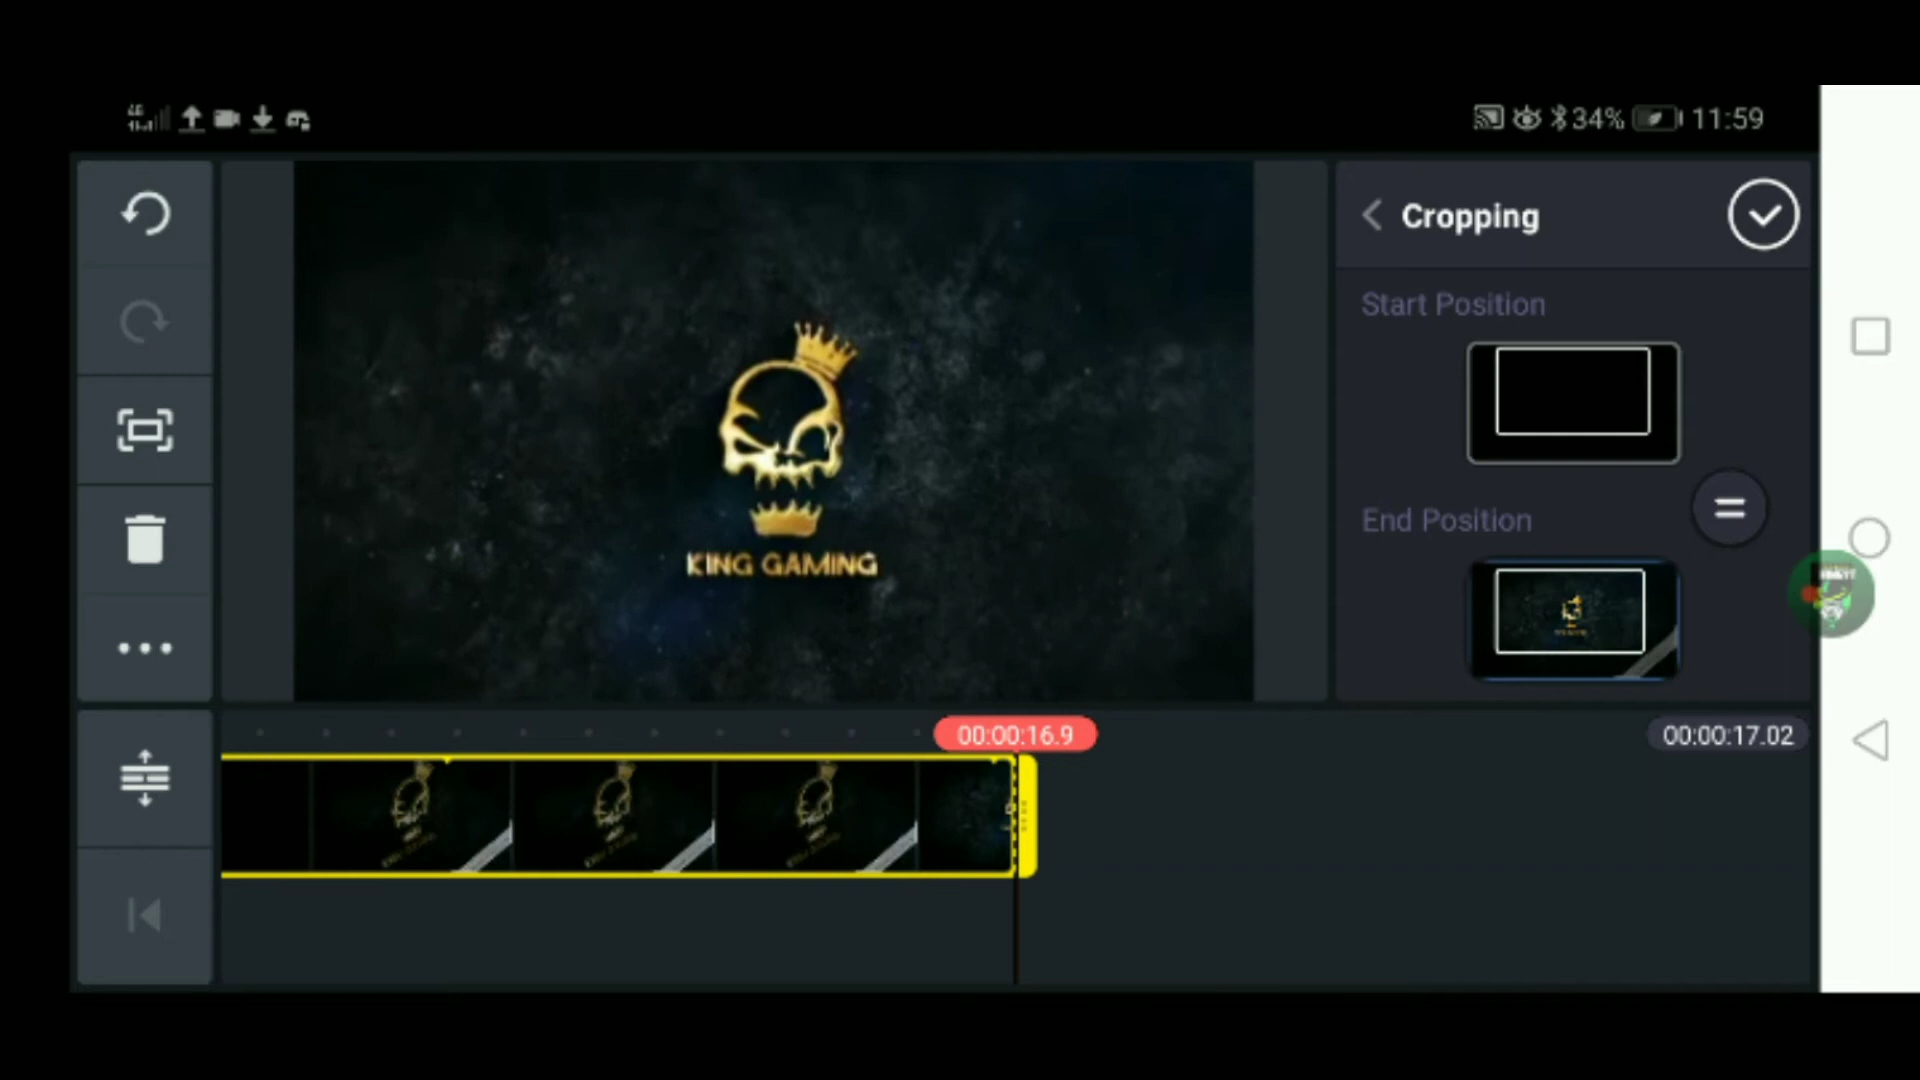 34% 11:59
Cropping
Start Position
End Position
KING GAMING
00:00:16.9
00:00:17.02